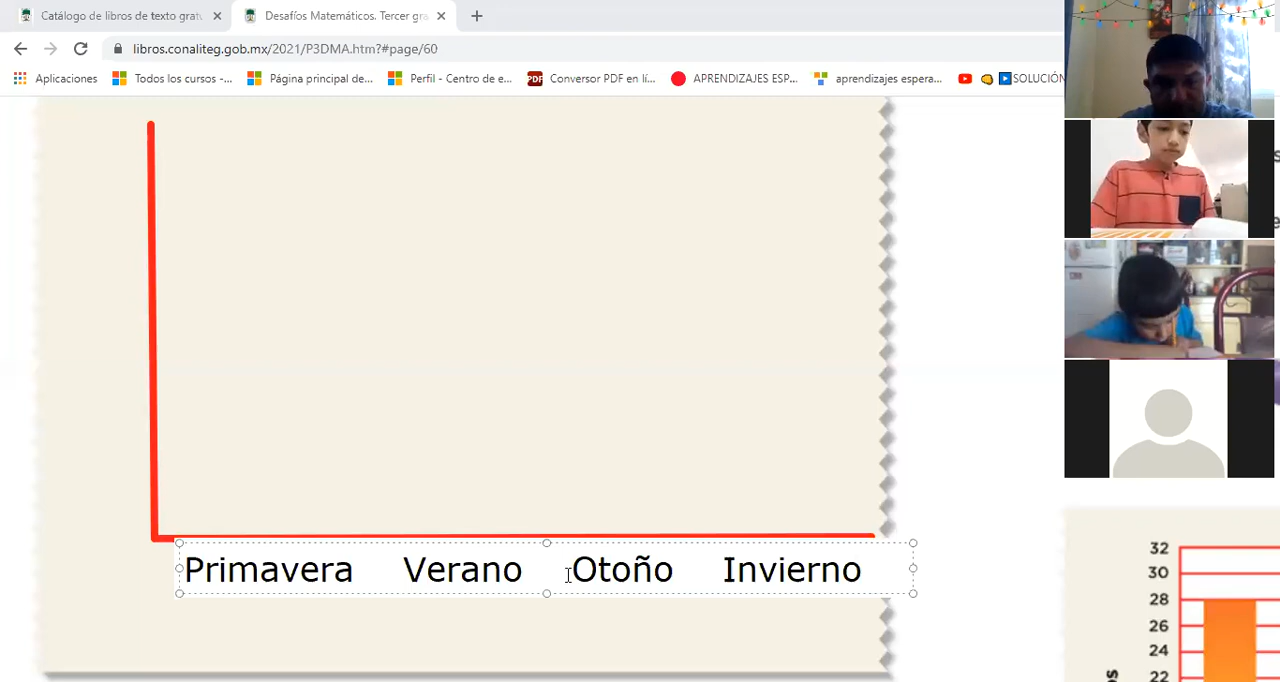 Catálogo de libros de texto grat
Desafíos Matemáticos. Tercer gra
libros.conaliteg.gob.mx/2021/P3DMA.htm?#page/60
Aplicaciones Todos los cursos -... Página principal de... Perfil - Centro de e... PDF Conversor PDF en lí... APRENDIZAJES ESP... aprendizajes espera... SOLUCIÓN
Primavera Verano Otoño Invierno
32
30
28
26
24
22
os